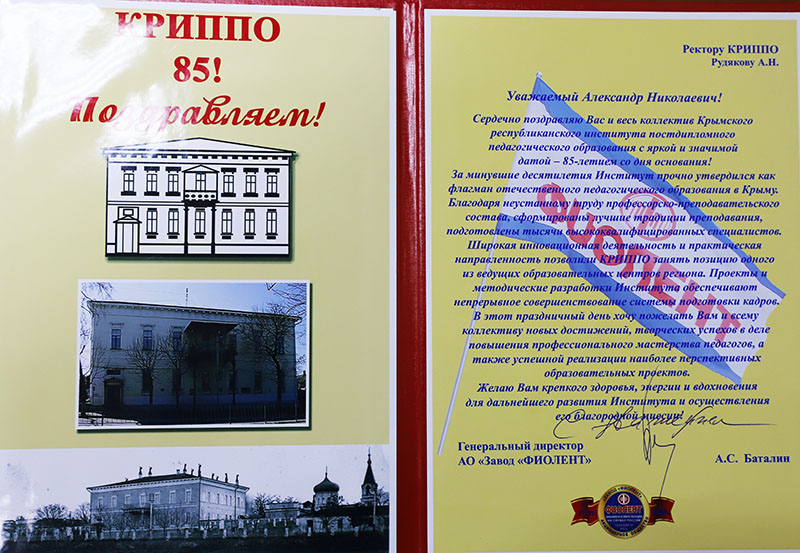 КРИППО
85!
Поздравляем!
Ректору КРИППО
Рудякову А.Н.
Уважаемый Александр Николаевич!
Сердечно поздравляю Вас и весь коллектив Крымского
республиканского института постдипломного
педагогического образования с яркой и значимой
датой – 85-летием со дня основания!
За минувшие десятилетия Институт прочно утвердился как
флагман отечественного педагогического образования в Крыму.
Благодаря неустанному труду профессорско-преподавательского
состава, сформированы лучшие традиции преподавания,
подготовлены тысячи высококвалифицированных специалистов.
Широкая инновационная деятельность и практическая
направленность позволили КРИППО занять позицию одного
из ведущих образовательных центров региона. Проекты и
методические разработки Института обеспечивают
непрерывное совершенствование системы подготовки кадров.
В этот праздничный день хочу пожелать Вам и всему
коллективу новых достижений, творческих успехов в деле
повышения профессионального мастерства педагогов, а
также успешной реализации наиболее перспективных
образовательных проектов.
Желаю Вам крепкого здоровья, энергии и вдохновения
для дальнейшего развития Института и осуществления
его благородной миссии!
Генеральный директор
АО «Завод «ФИОЛЕНТ»
А.С. Баталин
ФИОЛЕНТ
ФИОЛЕНТ